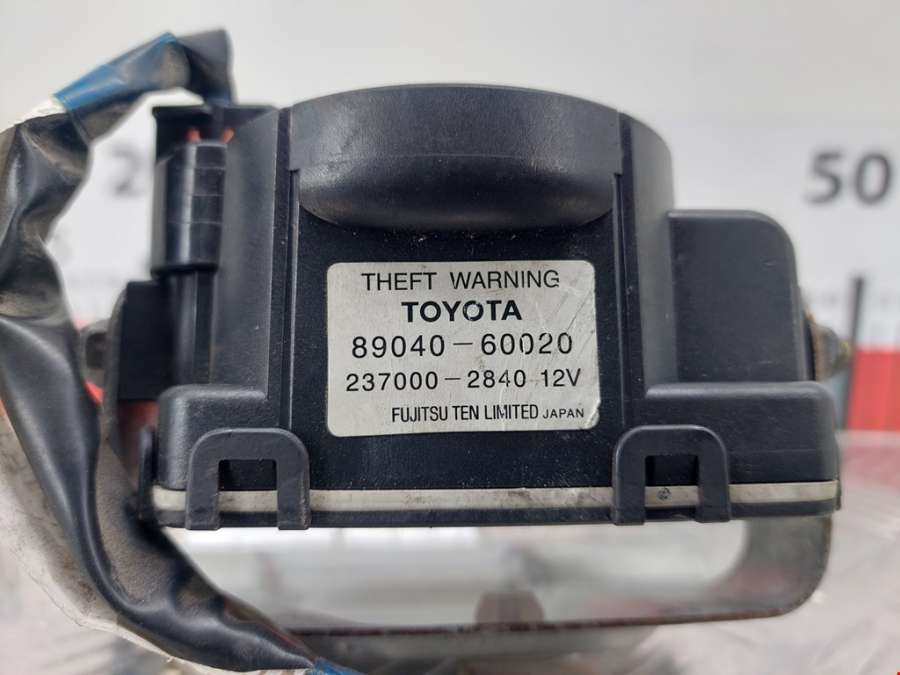 THEFT WARNING
TOYOTA
89040-60020
237000-2840 12V
FUJITSU TEN LIMITED JAPAN
50